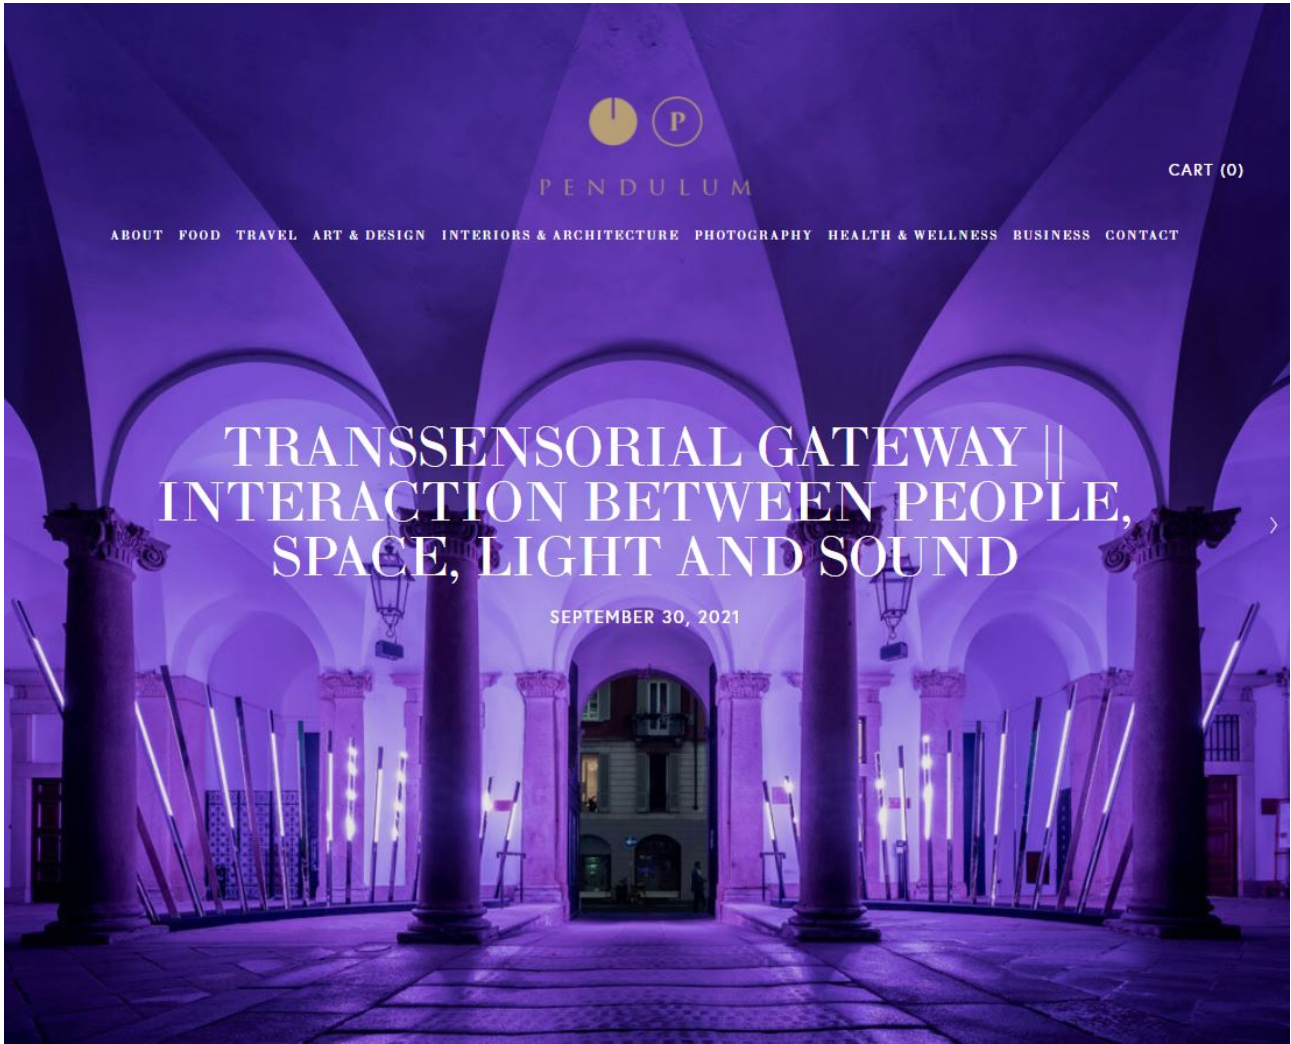 P
PENDULUM
CART (0)
ABOUT FOOD TRAVEL ART & DESIGN INTERIORS & ARCHITECTURE PHOTOGRAPHY HEALTH & WELLNESS BUSINESS CONTACT
TRANSSENSORIAL GATEWAY ||
INTERACTION BETWEEN PEOPLE,
SPACE, LIGHT AND SOUND
SEPTEMBER 30, 2021